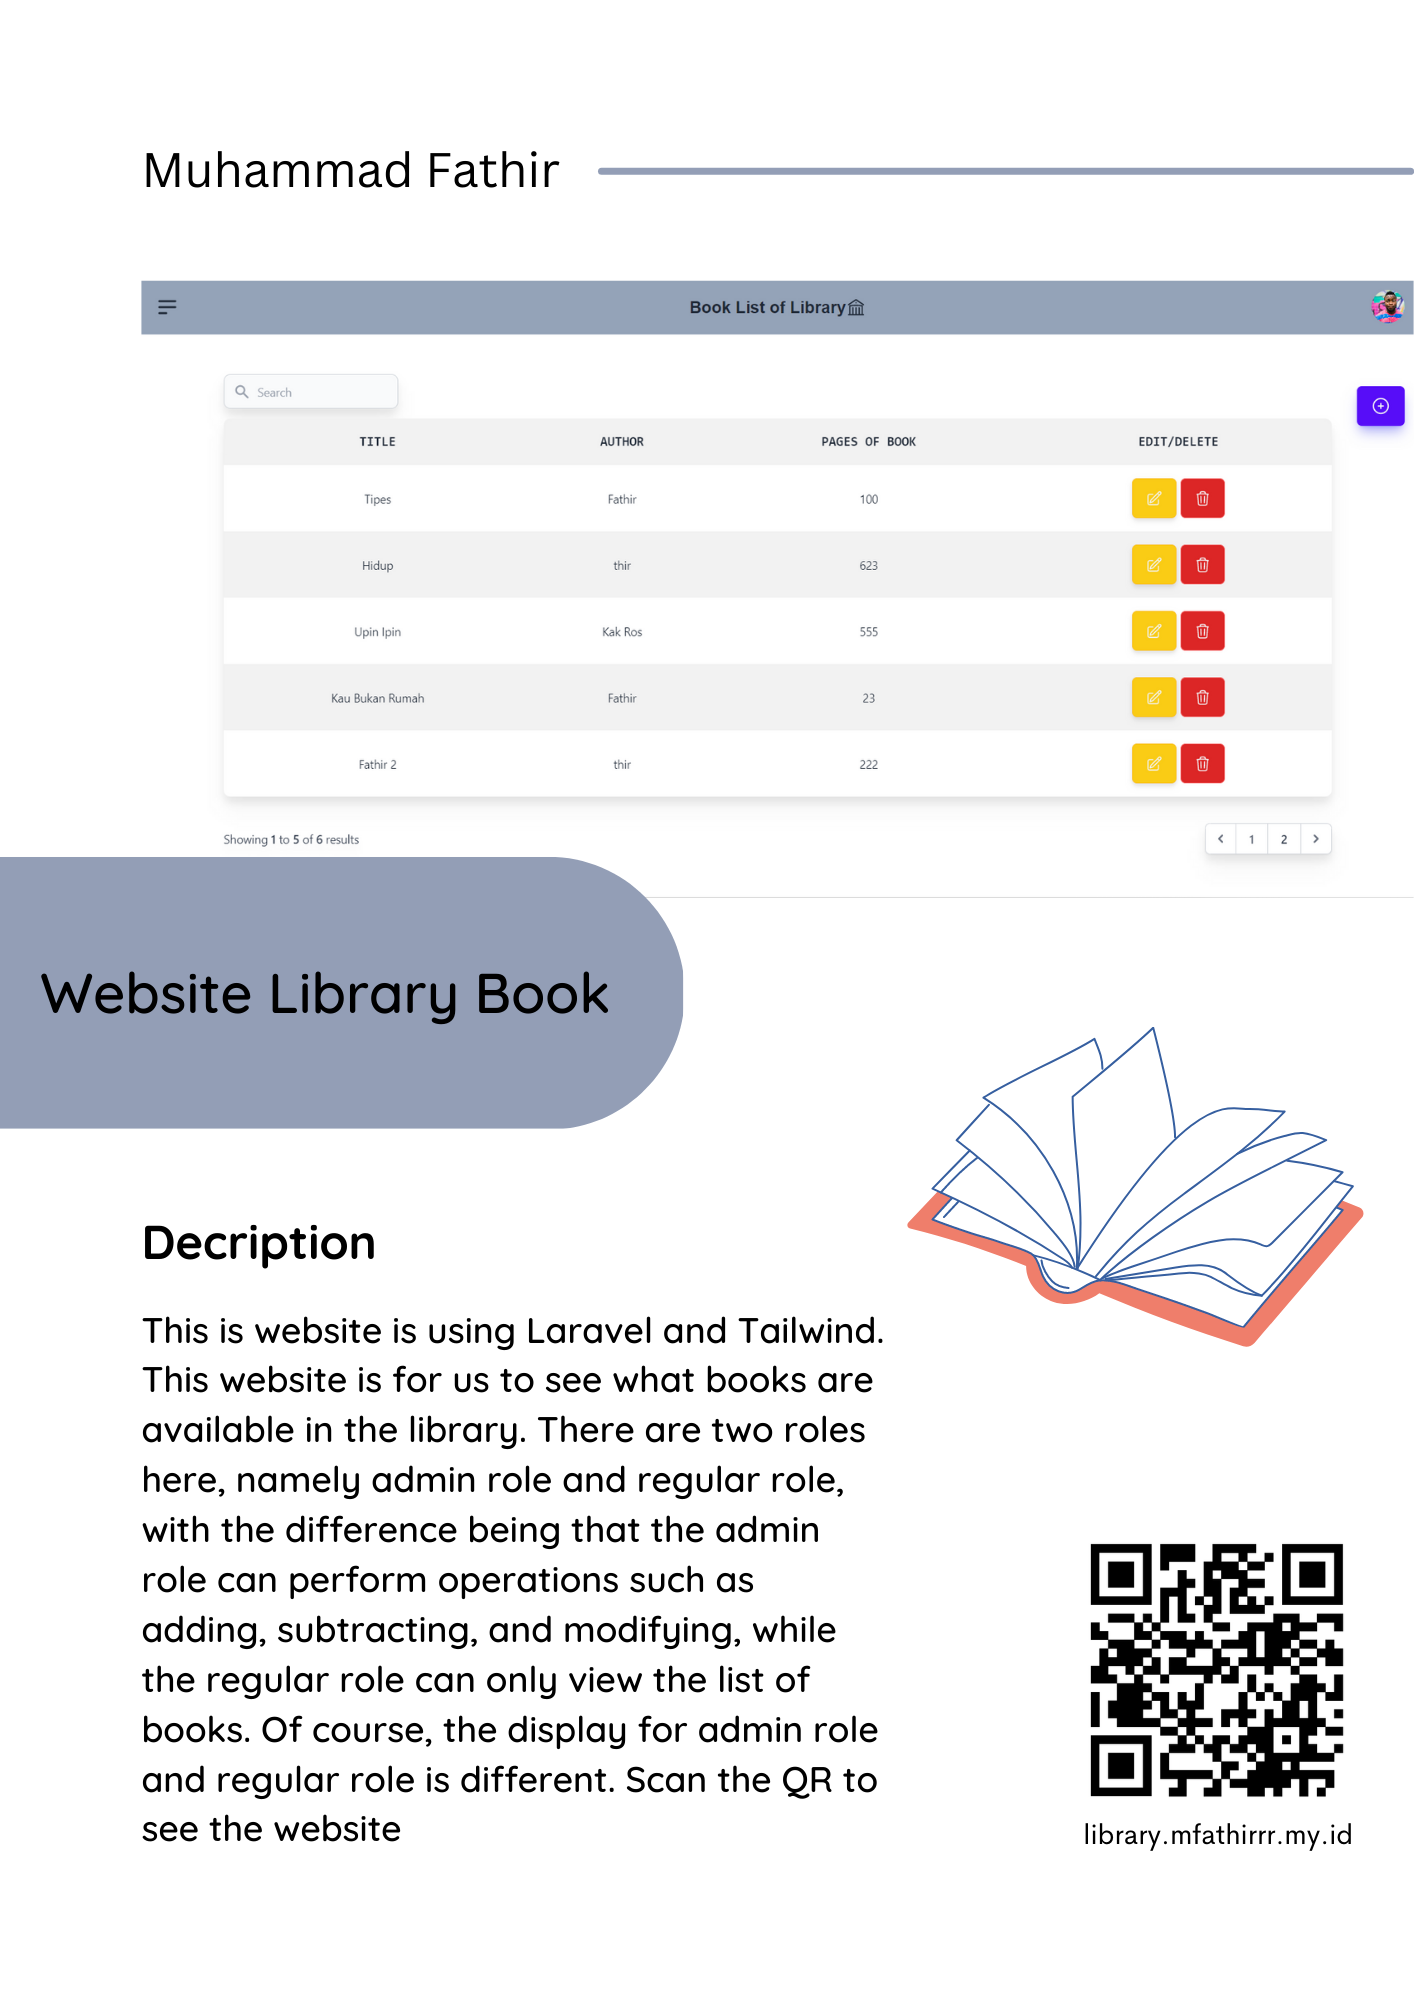 Muhammad Fathir
Book List of Library
Search
TITLE AUTHOR PAGES OF BOOK EDIT/DELETE
Tipes Fathir 100
Hidup thir 623
Upin Ipin Kak Ros 555
Kau Bukan Rumah Fathir 23
Fathir 2 thir 222
Showing 1 to 5 of 6 results
1 2
Website Library Book
Decription
This is website is using Laravel and Tailwind.
This website is for us to see what books are
available in the library. There are two roles
here, namely admin role and regular role,
with the difference being that the admin
role can perform operations such as
adding, subtracting, and modifying, while
the regular role can only view the list of
books. Of course, the display for admin role
and regular role is different. Scan the QR to
see the website
library.mfathirrr.my.id